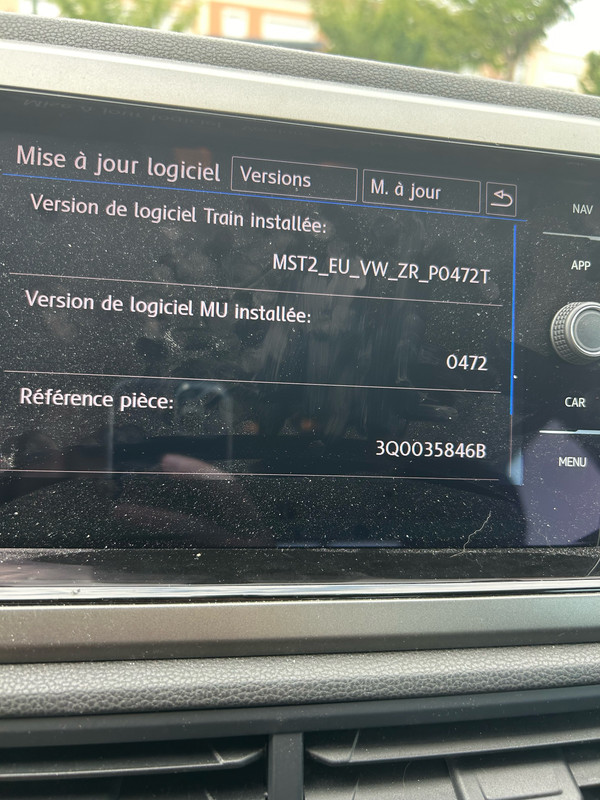 Mise à jour logiciel
Versions
M. à jour
Version de logiciel Train installée:
MST2_EU_VW_ZR_P0472T
Version de logiciel MU installée:
0472
Référence pièce:
3Q0035846B
NAV
APP
CAR
MENU